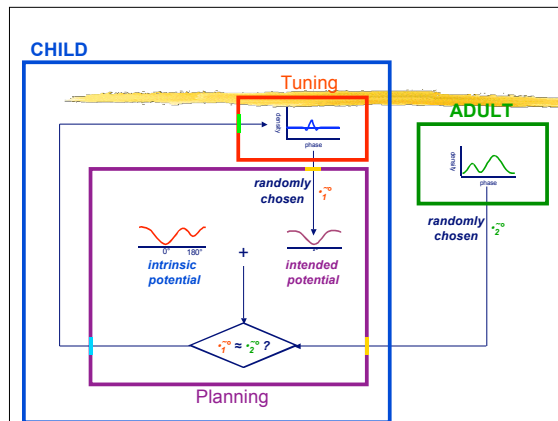 CHILD
Tuning
density
phase
ADULT
density
phase
randomly
chosen
randomly
chosen
0° 180°
+
intrinsic
potential
intended
potential
≈ ?
Planning